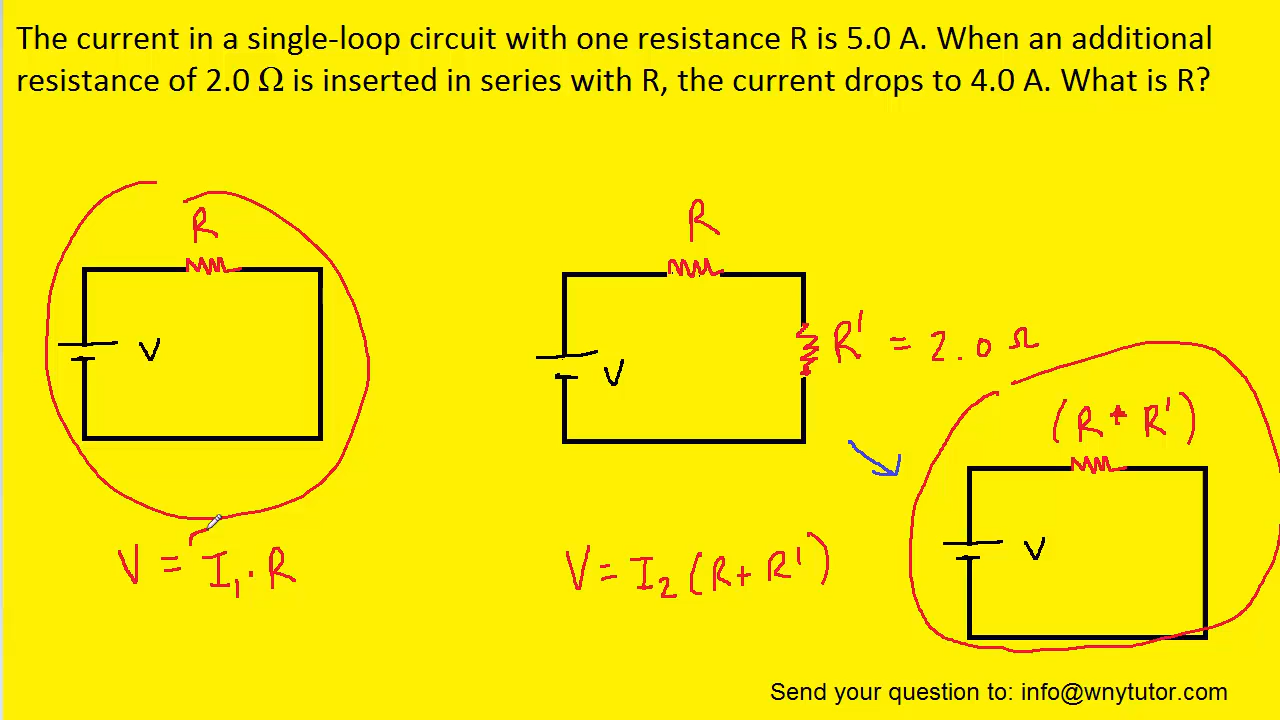 The current in a single-loop circuit with one resistance R is 5.0 A. When an additional
resistance of 2.0 Ω is inserted in series with R, the current drops to 4.0 A. What is R?
R
V
V = I₁ · R
R
R' = 2.0 Ω
V
V = I₂ (R + R')
(R + R')
V
Send your question to: info@wnytutor.com